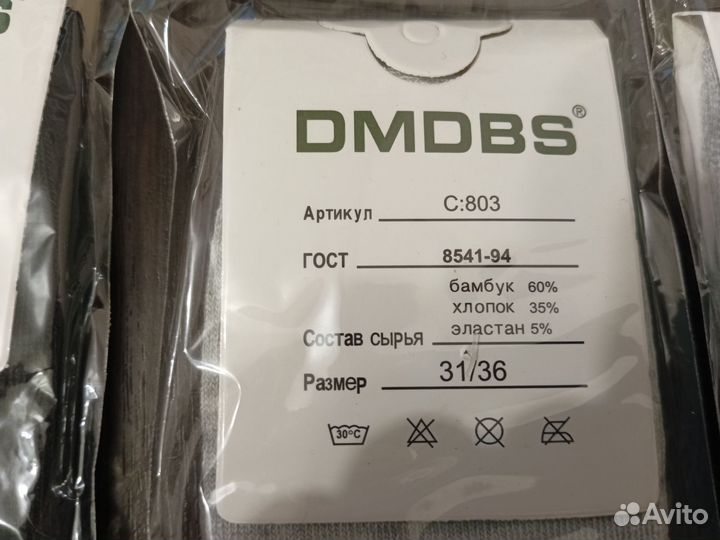 DMDBS®
Артикул C:803
ГОСТ 8541-94
бамбук 60%
хлопок 35%
Состав сырья эластан 5%
Размер 31/36
30°C
Avito